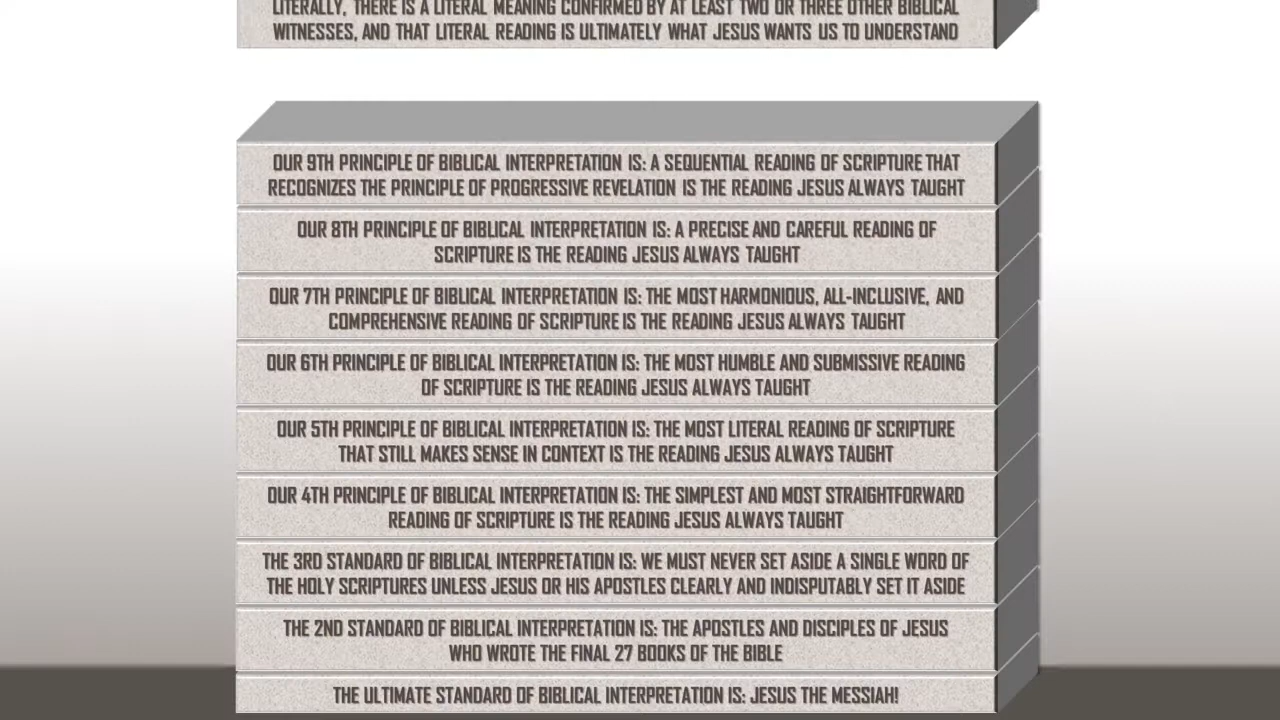 LITERALLY, THERE IS A LITERAL MEANING CONFIRMED BY AT LEAST TWO OR THREE OTHER BIBLICAL
WITNESSES, AND THAT LITERAL READING IS ULTIMATELY WHAT JESUS WANTS US TO UNDERSTAND
OUR 9TH PRINCIPLE OF BIBLICAL INTERPRETATION IS: A SEQUENTIAL READING OF SCRIPTURE THAT
RECOGNIZES THE PRINCIPLE OF PROGRESSIVE REVELATION IS THE READING JESUS ALWAYS TAUGHT
OUR 8TH PRINCIPLE OF BIBLICAL INTERPRETATION IS: A PRECISE AND CAREFUL READING OF
SCRIPTURE IS THE READING JESUS ALWAYS TAUGHT
OUR 7TH PRINCIPLE OF BIBLICAL INTERPRETATION IS: THE MOST HARMONIOUS, ALL-INCLUSIVE, AND
COMPREHENSIVE READING OF SCRIPTURE IS THE READING JESUS ALWAYS TAUGHT
OUR 6TH PRINCIPLE OF BIBLICAL INTERPRETATION IS: THE MOST HUMBLE AND SUBMISSIVE READING
OF SCRIPTURE IS THE READING JESUS ALWAYS TAUGHT
OUR 5TH PRINCIPLE OF BIBLICAL INTERPRETATION IS: THE MOST LITERAL READING OF SCRIPTURE
THAT STILL MAKES SENSE IN CONTEXT IS THE READING JESUS ALWAYS TAUGHT
OUR 4TH PRINCIPLE OF BIBLICAL INTERPRETATION IS: THE SIMPLEST AND MOST STRAIGHTFORWARD
READING OF SCRIPTURE IS THE READING JESUS ALWAYS TAUGHT
THE 3RD STANDARD OF BIBLICAL INTERPRETATION IS: WE MUST NEVER SET ASIDE A SINGLE WORD OF
THE HOLY SCRIPTURES UNLESS JESUS OR HIS APOSTLES CLEARLY AND INDISPUTABLY SET IT ASIDE
THE 2ND STANDARD OF BIBLICAL INTERPRETATION IS: THE APOSTLES AND DISCIPLES OF JESUS
WHO WROTE THE FINAL 27 BOOKS OF THE BIBLE
THE ULTIMATE STANDARD OF BIBLICAL INTERPRETATION IS: JESUS THE MESSIAH!